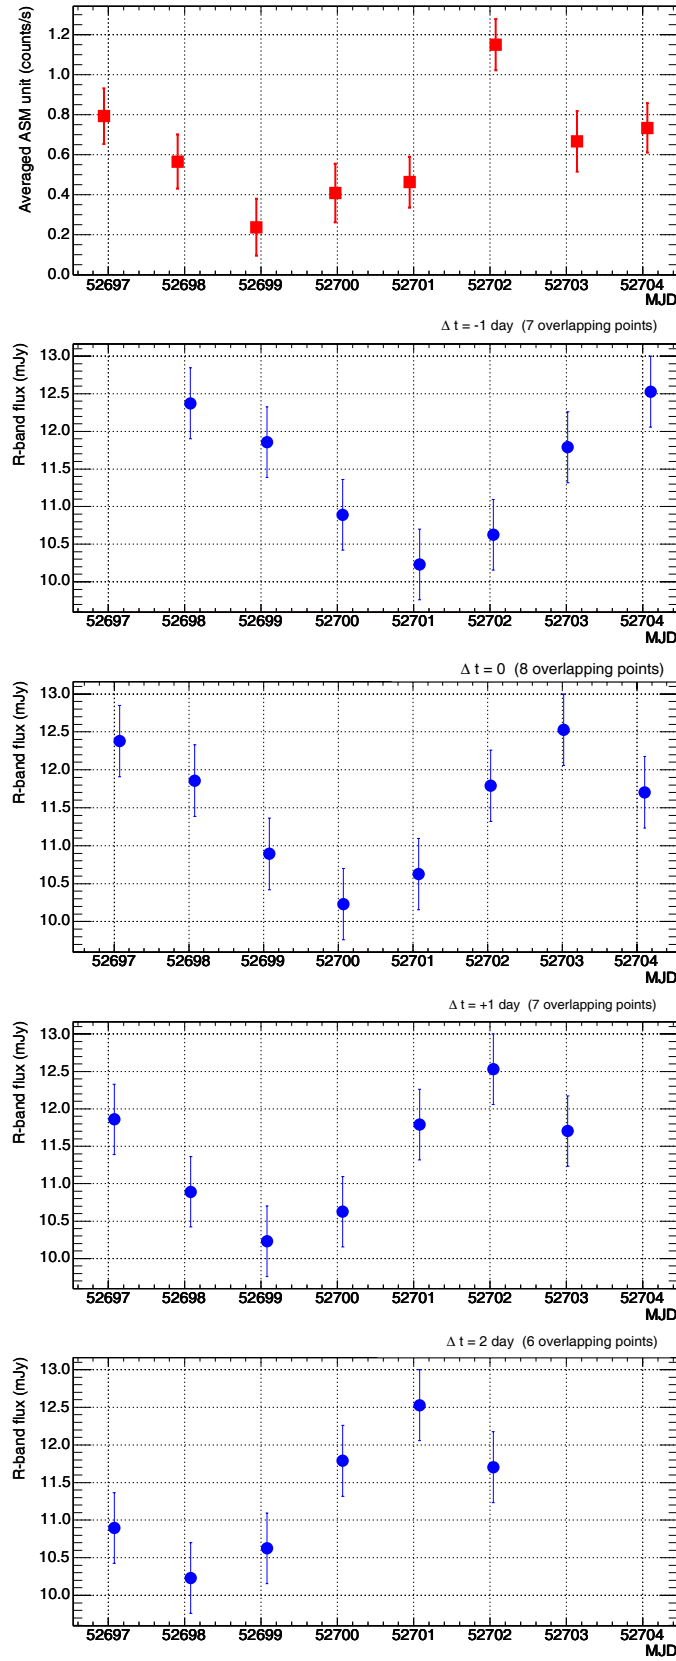 Averaged ASM unit (counts/s)
1.2
1.0
0.8
0.6
0.4
0.2
0.0
52697 52698 52699 52700 52701 52702 52703 52704
MJD
Δ t = -1 day (7 overlapping points)
R-band flux (mJy)
13.0
12.5
12.0
11.5
11.0
10.5
10.0
52697 52698 52699 52700 52701 52702 52703 52704
MJD
Δ t = 0 (8 overlapping points)
R-band flux (mJy)
13.0
12.5
12.0
11.5
11.0
10.5
10.0
52697 52698 52699 52700 52701 52702 52703 52704
MJD
Δ t = +1 day (7 overlapping points)
R-band flux (mJy)
13.0
12.5
12.0
11.5
11.0
10.5
10.0
52697 52698 52699 52700 52701 52702 52703 52704
MJD
Δ t = 2 day (6 overlapping points)
R-band flux (mJy)
13.0
12.5
12.0
11.5
11.0
10.5
10.0
52697 52698 52699 52700 52701 52702 52703 52704
MJD